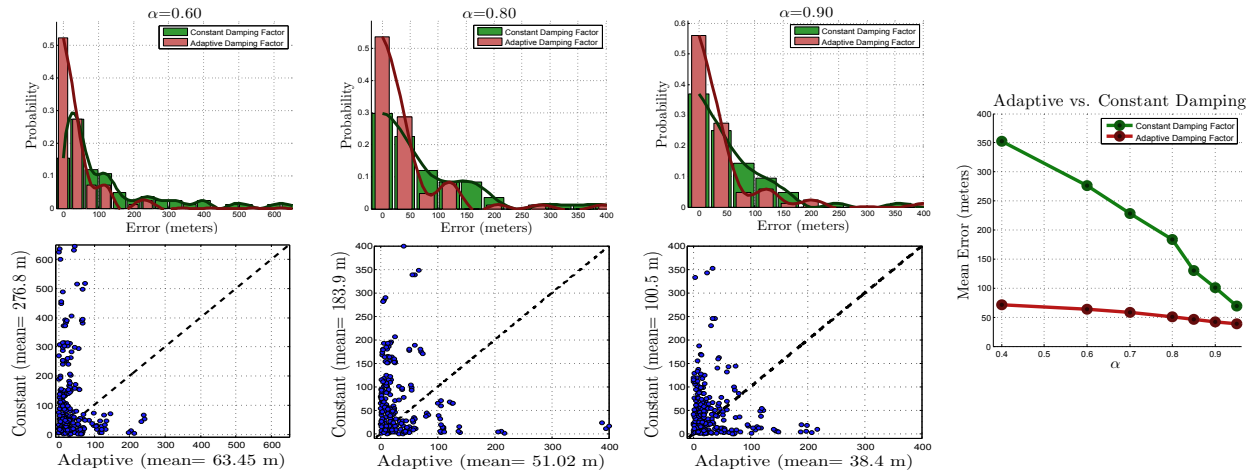 α=0.60
Constant Damping Factor
Adaptive Damping Factor
Probability
0.5
0.4
0.3
0.2
0.1
0
0 100 200 300 400 500 600
Error (meters)
α=0.80
Constant Damping Factor
Adaptive Damping Factor
Probability
0.5
0.4
0.3
0.2
0.1
0
0 50 100 150 200 250 300 350 400
Error (meters)
α=0.90
Constant Damping Factor
Adaptive Damping Factor
Probability
0.6
0.5
0.4
0.3
0.2
0.1
0
0 50 100 150 200 250 300 350 400
Error (meters)
Constant (mean= 276.8 m)
600
500
400
300
200
100
0
0 100 200 300 400 500 600
Adaptive (mean= 63.45 m)
Constant (mean= 183.9 m)
400
350
300
250
200
150
100
50
0
0 100 200 300 400
Adaptive (mean= 51.02 m)
Constant (mean= 100.5 m)
400
350
300
250
200
150
100
50
0
0 100 200 300 400
Adaptive (mean= 38.4 m)
Adaptive vs. Constant Damping
Constant Damping Factor
Adaptive Damping Factor
Mean Error (meters)
400
350
300
250
200
150
100
50
0
0.4 0.5 0.6 0.7 0.8 0.9
α